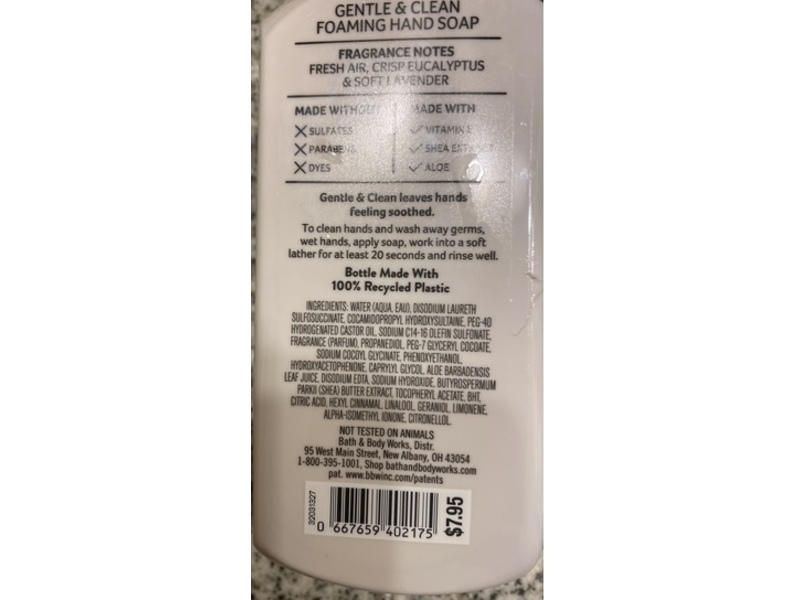 GENTLE & CLEAN
FOAMING HAND SOAP
FRAGRANCE NOTES
FRESH AIR, CRISP EUCALYPTUS
& SOFT LAVENDER
MADE WITHOUT MADE WITH
SULFATES VITAMIN E
PARABENS SHEA EXTRACT
DYES ALOE
Gentle & Clean leaves hands
feeling soothed.
To clean hands and wash away germs,
wet hands, apply soap, work into a soft
lather for at least 20 seconds and rinse well.
Bottle Made With
100% Recycled Plastic
INGREDIENTS: WATER (AQUA, EAU), DISODIUM LAURETH
SULFOSUCCINATE, COCAMIDOPROPYL HYDROXYSULTAINE, PEG-40
HYDROGENATED CASTOR OIL, SODIUM C14-16 OLEFIN SULFONATE,
FRAGRANCE (PARFUM), PROPANEDIOL, PEG-7 GLYCERYL COCOATE,
SODIUM COCOYL GLYCINATE, PHENOXYETHANOL,
HYDROXYACETOPHENONE, CAPRYLYL GLYCOL, ALOE BARBADENSIS
LEAF JUICE, DISODIUM EDTA, SODIUM HYDROXIDE, BUTYROSPERMUM
PARKII (SHEA) BUTTER EXTRACT, TOCOPHERYL ACETATE, BHT,
CITRIC ACID, HEXYL CINNAMAL, LINALOOL, GERANIOL, LIMONENE,
ALPHA-ISOMETHYL IONONE, CITRONELLOL.
NOT TESTED ON ANIMALS
Bath & Body Works, Distr.
95 West Main Street, New Albany, OH 43054
1-800-395-1001, Shop bathandbodyworks.com
pat. www.bbwinc.com/patents
32031327
0 667659 402175
$7.95